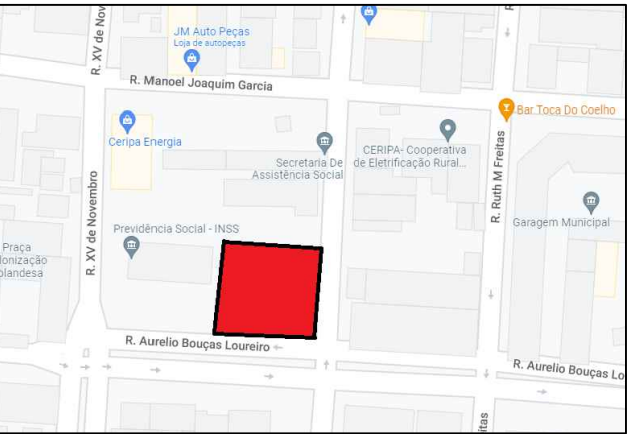 R. XV de Nov
JM Auto Peças
Loja de autopeças
R
R. Manoel Joaquim Garcia
Bar Toca Do Coelho
Ceripa Energia
Secretaria De
Assistência Social
CERIPA- Cooperativa
de Eletrificação Rural...
R. Ruth M Freitas
Garagem Municipal
R. XV de Novembro
Previdência Social - INSS
Praça
lonização
olandesa
R. Aurelio Bouças Loureiro
R. Aurelio Bouças Lo
itas